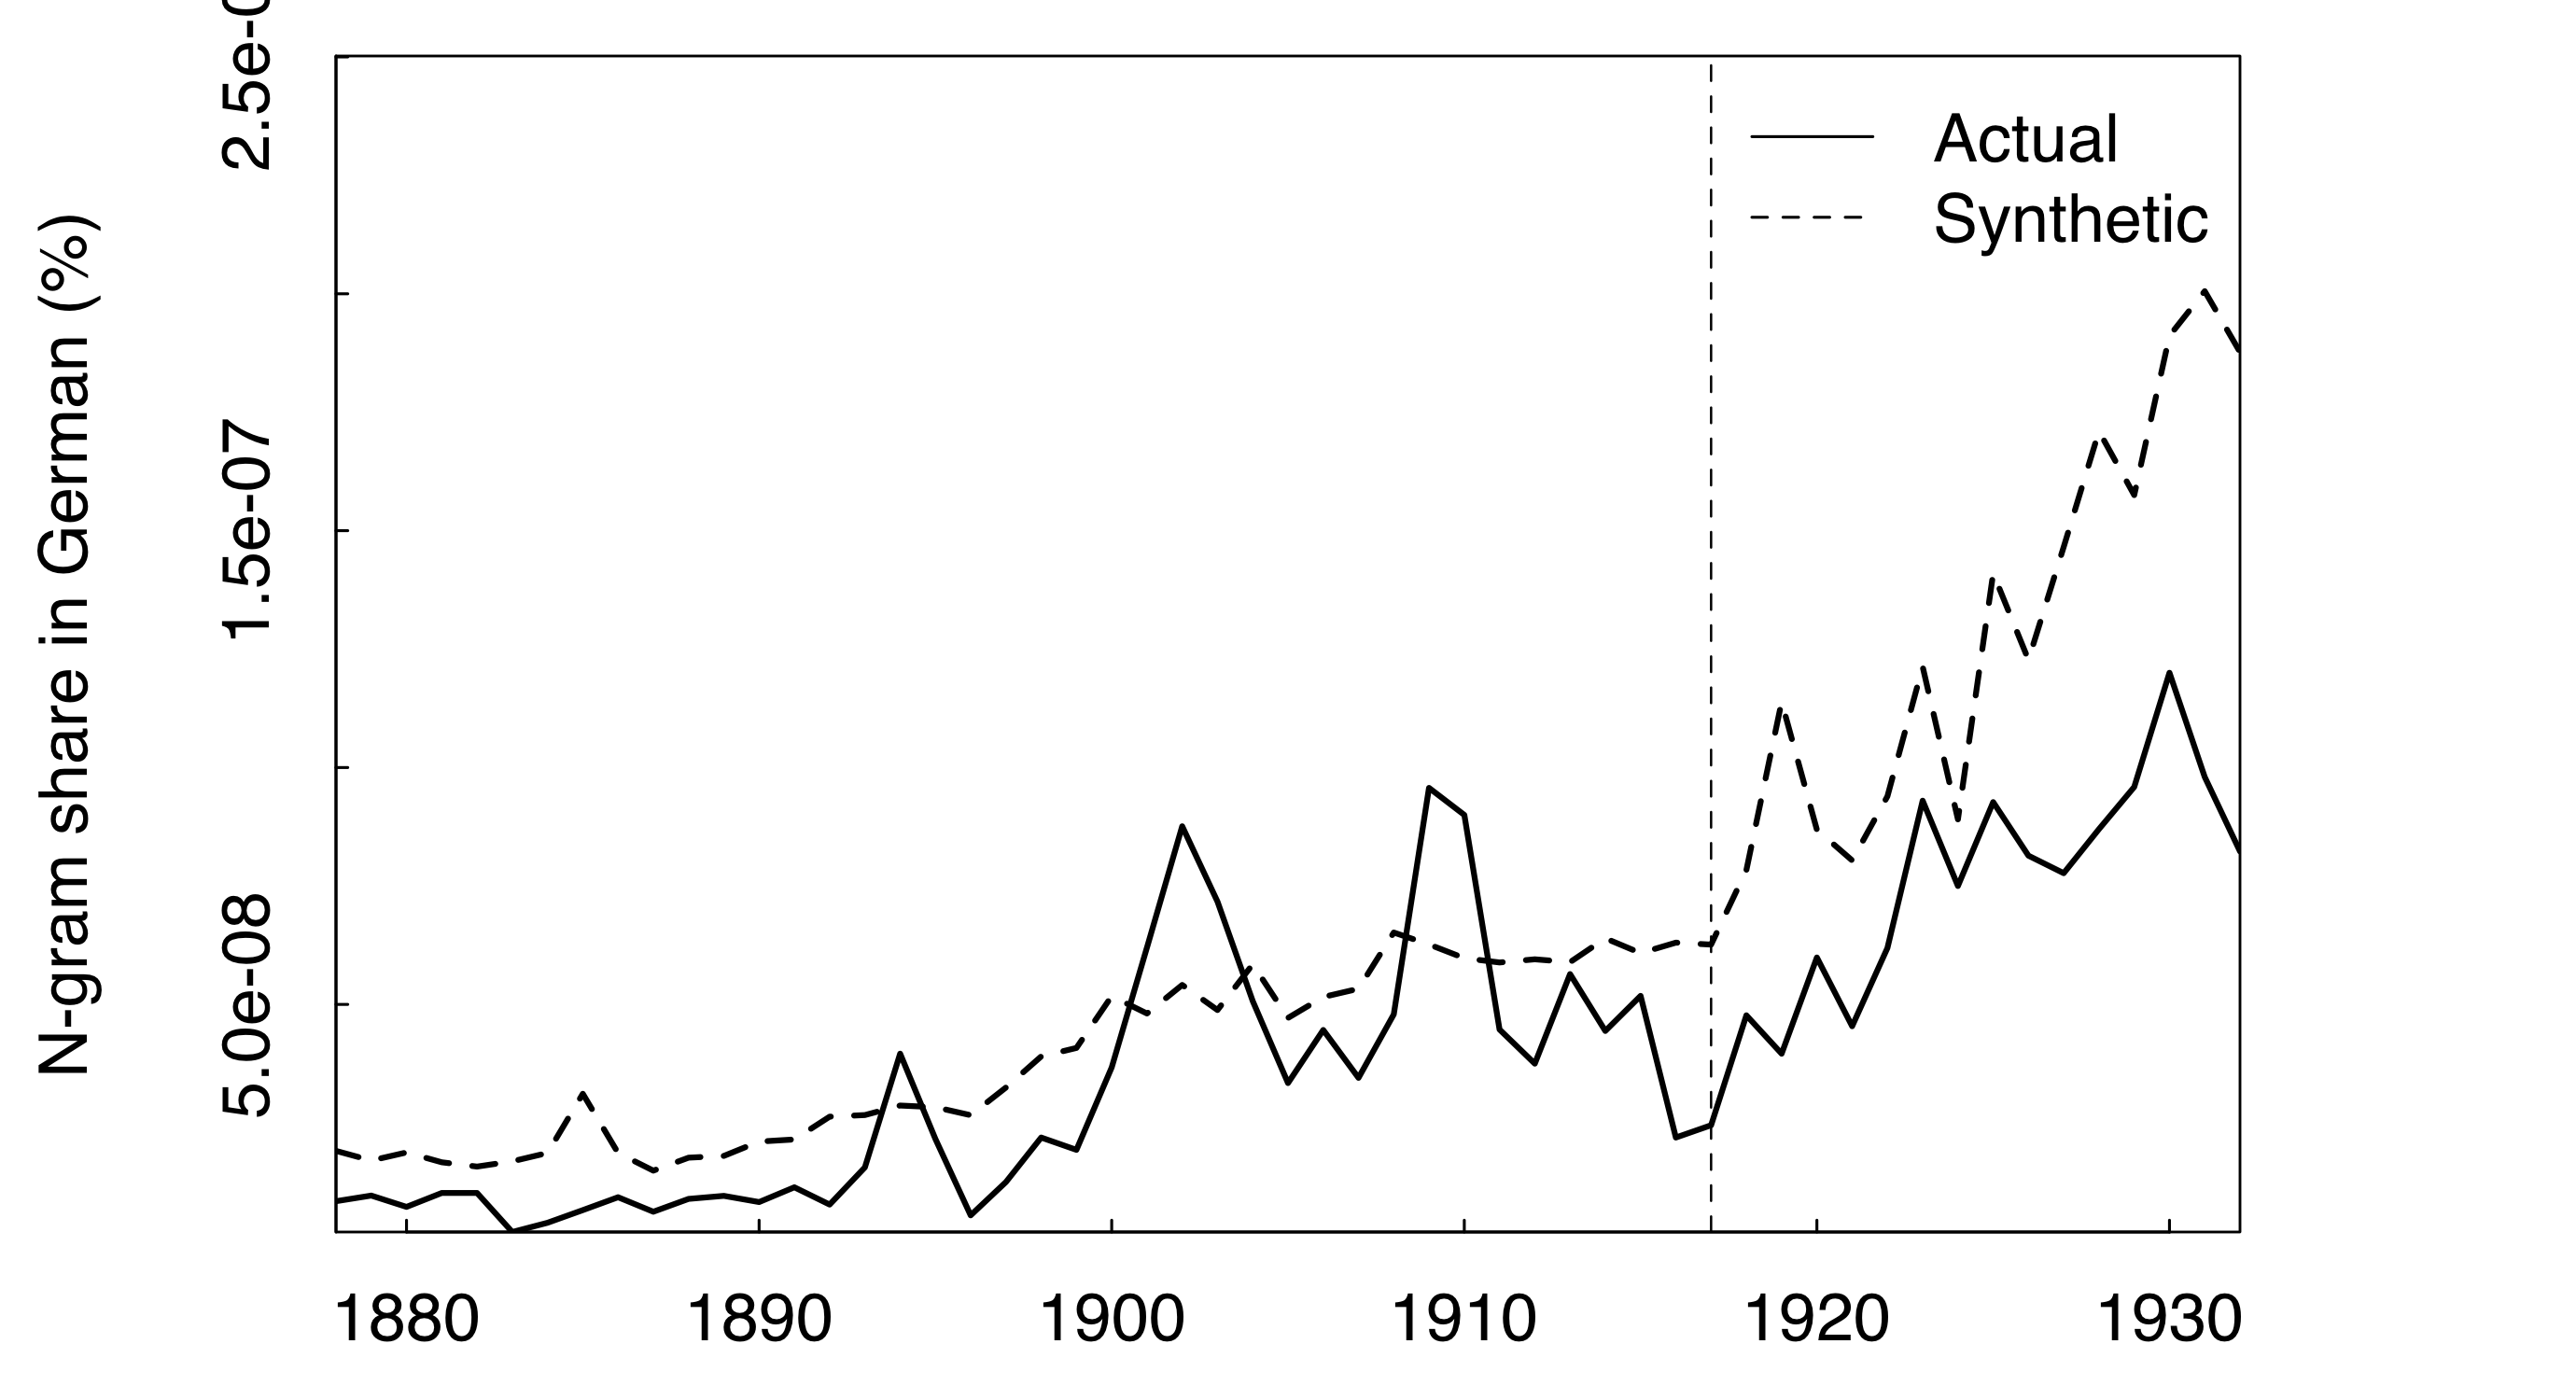 N-gram share in German (%)
2.5e-0
1.5e-07
5.0e-08
Actual
Synthetic
1880 1890 1900 1910 1920 1930